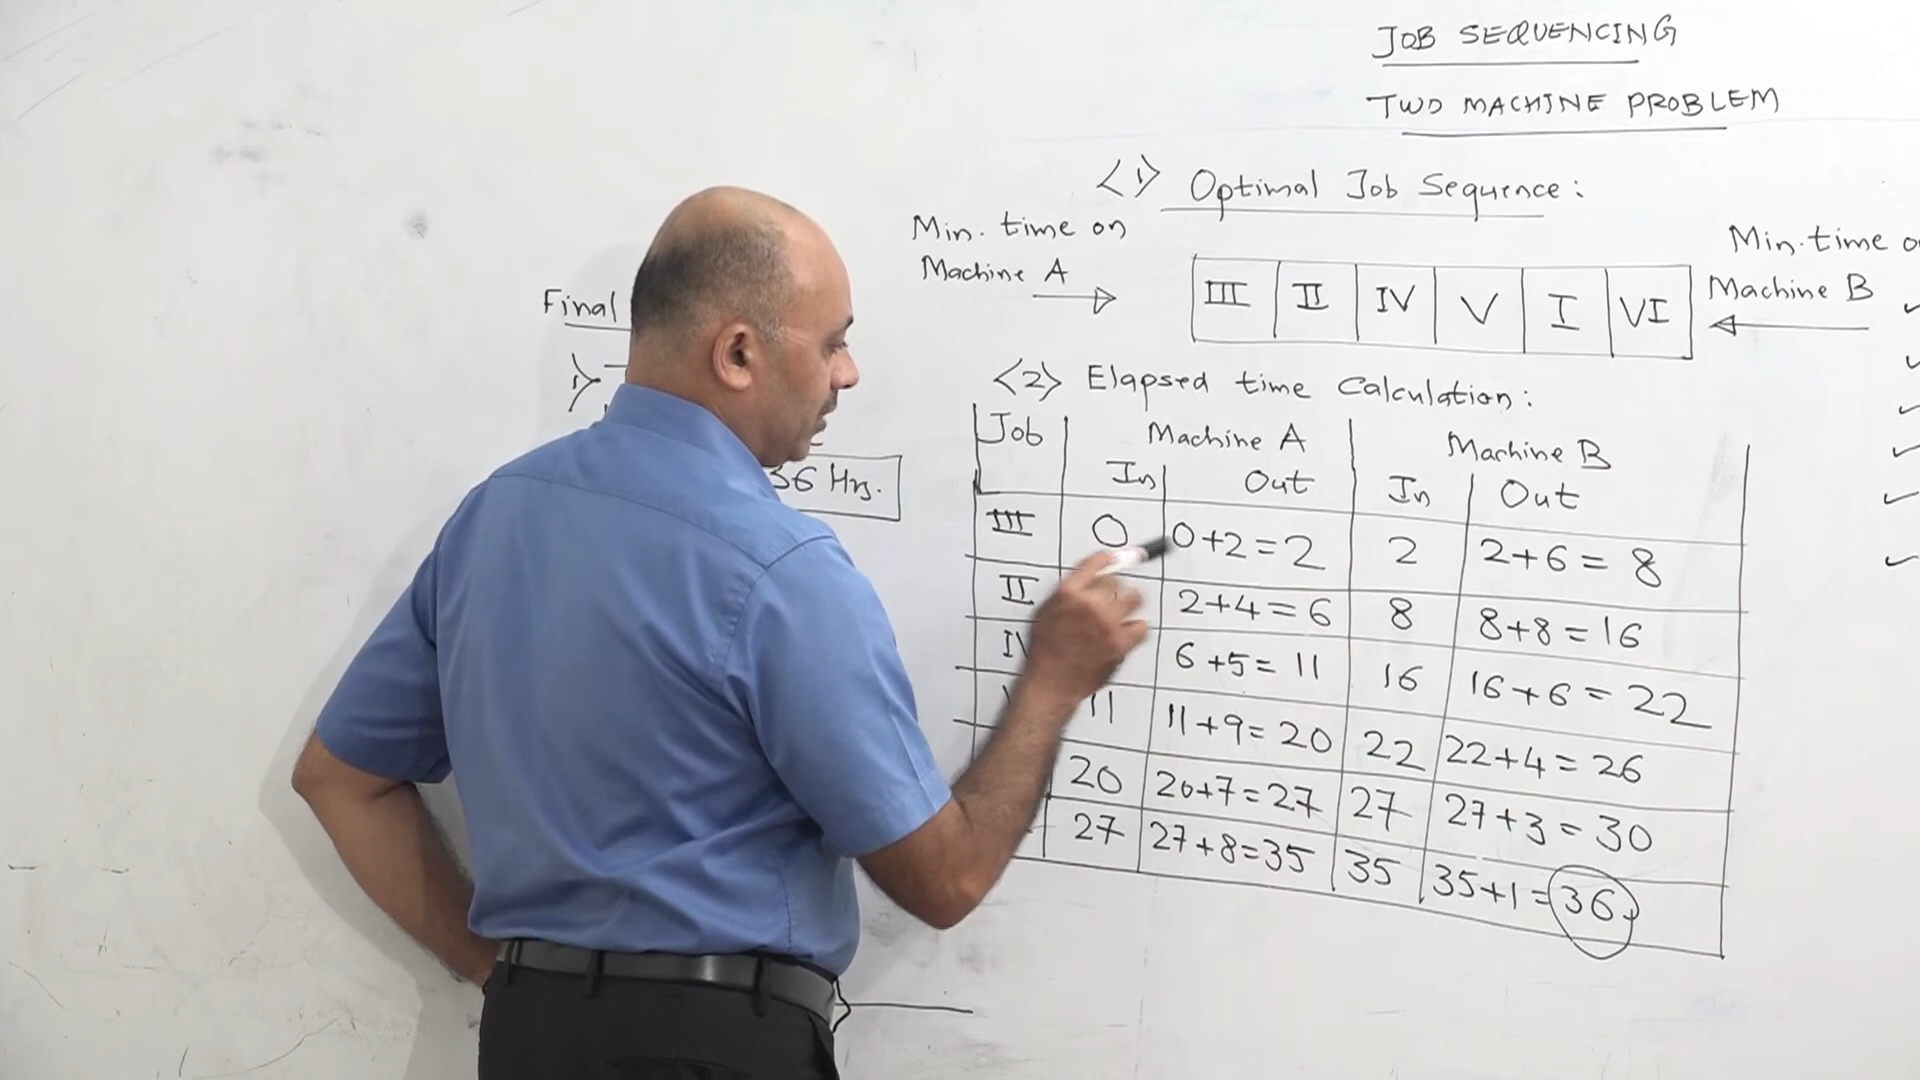 JOB SEQUENCING
TWO MACHINE PROBLEM
<1> Optimal Job Sequence:
Min. time on
Machine A
III II IV V I VI
Min. time
Machine B
Final
1>
36 Hrs.
<2> Elapsed time Calculation:
Job Machine A Machine B
In Out In Out
III 0 0+2=2 2 2+6=8
II 2+4=6 8 8+8=16
6+5=11 16 16+6=22
11 11+9=20 22 22+4=26
20 20+7=27 27 27+3=30
27 27+8=35 35 35+1=36